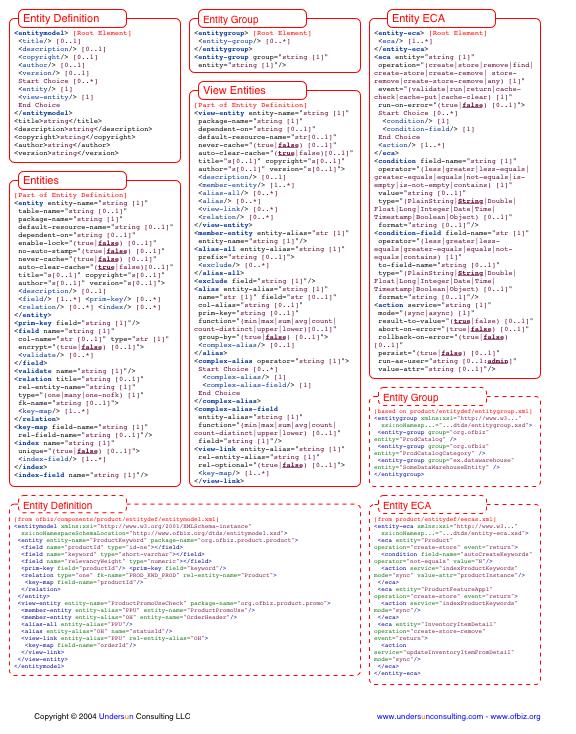 Entity Definition
<entitymodel> [Root Element]
<title/> [0..1]
<description/> [0..1]
<copyright/> [0..1]
<author/> [0..1]
<version/> [0..1]
Start Choice [0..*]
<entity/> [1]
<view-entity/> [1]
End Choice
</entitymodel>
<title>string</title>
<description>string</description>
<copyright>string</copyright>
<author>string</author>
<version>string</version>
Entities
[Part of Entity Definition]
<entity entity-name="string [1]"
table-name="string [0..1]"
package-name="string [1]"
default-resource-name="string [0..1]"
dependent-on="string [0..1]"
enable-lock="(true|false) [0..1]"
no-auto-stamp="(true|false) [0..1]"
never-cache="(true|false) [0..1]"
auto-clear-cache="(true|false)[0..1]"
title="s[0..1]" copyright="s[0..1]"
author="s[0..1]" version="s[0..1]">
<description/> [0..1]
<field/> [1..*] <prim-key/> [0..*]
<relation/> [0..*] <index/> [0..*]
</entity>
<prim-key field="string [1]"/>
<field name="string [1]"
col-name="str [0..1]" type="str [1]"
encrypt="(true|false) [0..1]">
<validate/> [0..*]
</field>
<validate name="string [1]"/>
<relation title="string [0..1]"
rel-entity-name="string [1]"
type="(one|many|one-nofk) [1]"
fk-name="string [0..1]">
<key-map/> [1..*]
</relation>
<key-map field-name="string [1]"
rel-field-name="string [0..1]"/>
<index name="string [1]"
unique="(true|false) [0..1]">
<index-field/> [1..*]
</index>
<index-field name="string [1]"/>
Entity Group
<entitygroup> [Root Element]
<entity-group/> [0..*]
</entitygroup>
<entity-group group="string [1]"
entity="string [1]"/>
View Entities
[Part of Entity Definition]
<view-entity entity-name="string [1]"
package-name="string [1]"
dependent-on="string [0..1]"
default-resource-name="str[0..1]"
never-cache="(true|false) [0..1]"
auto-clear-cache="(true|false)[0..1]"
title="s[0..1]" copyright="s[0..1]"
author="s[0..1]" version="s[0..1]">
<description/> [0..1]
<member-entity/> [1..*]
<alias-all/> [0..*]
<alias/> [0..*]
<view-link/> [0..*]
<relation/> [0..*]
</view-entity>
<member-entity entity-alias="str [1]"
entity-name="string [1]"/>
<alias-all entity-alias="string [1]"
prefix="string [0..1]">
<exclude/> [0..*]
</alias-all>
<exclude field="string [1]"/>
<alias entity-alias="string [1]"
name="str [1]" field="str [0..1]"
col-alias="string [0..1]"
prim-key="string [0..1]"
function="(min|max|sum|avg|count|
count-distinct|upper|lower)[0..1]"
group-by="(true|false) [0..1]">
<complex-alias/> [0..1]
</alias>
<complex-alias operator="string [1]">
Start Choice [0..*]
<complex-alias/> [1]
<complex-alias-field/> [1]
End Choice
</complex-alias>
<complex-alias-field
entity-alias="string [1]"
field="string [1]"
function="(min|max|sum|avg|count|
count-distinct|upper|lower) [0..1]"
<view-link entity-alias="string [1]"
rel-entity-alias="string [1]"
rel-optional="(true|false) [0..1]">
<key-map/> [1..*]
</view-link>
Entity ECA
<entity-eca> [Root Element]
<eca/> [1..*]
</entity-eca>
<eca entity="string [1]"
operation="(create|store|remove|find|
create-store|create-remove| store-
remove|create-store-remove|any) [1]"
event="(validate|run|return|cache-
check|cache-put|cache-clear) [1]"
run-on-error="(true|false) [0..1]">
Start Choice [0..*]
<condition/> [1]
<condition-field/> [1]
End Choice
<action/> [1..*]
</eca>
<condition field-name="string [1]"
operator="(less|greater|less-equals|
greater-equals|equals|not-equals|is-
empty|is-not-empty|contains) [1]"
value="string [1]"
type="(PlainString|String|Double|
Float|Long|Integer|Date|Time|
Timestamp|Boolean|Object) [0..1]"
format="string [0..1]"/>
<condition-field field-name="string [1]"
operator="(less|greater|less-
equals|greater-equals|equals|not-
equals|contains) [1]"
to-field-name="string [0..1]"
type="(PlainString|String|Double|
Float|Long|Integer|Date|Time|
Timestamp|Boolean|Object) [0..1]"
format="string [0..1]"/>
<action service="string [1]"
mode="(sync|async) [1]"
result-to-value="(true|false) [0..1]"
abort-on-error="(true|false) [0..1]"
rollback-on-error="(true|false)
[0..1]"
persist="(true|false) [0..1]"
run-as-user="string [0..1:admin]"
value-attr="string [0..1]"/>
Entity Group
[based on product/entitydef/entitygroup.xml]
<entitygroup xmlns:xsi="http://www.w3..."
xsi:noNamesp...="...dtds/entitygroup.xsd">
<entity-group group="org.ofbiz"
entity="ProdCatalog" />
<entity-group group="org.ofbiz"
entity="ProdCatalogCategory" />
<entity-group group="ex.datawarehouse"
entity="SomeDataWarehouseEntity" />
</entitygroup>
Entity Definition
[from ofbiz/components/product/entitydef/entitymodel.xml]
<entitymodel xmlns:xsi="http://www.w3.org/2001/XMLSchema-instance"
xsi:noNamespaceSchemaLocation="http://www.ofbiz.org/dtds/entitymodel.xsd">
<entity entity-name="ProductKeyword" package-name="org.ofbiz.product.product">
<field name="productId" type="id-ne"></field>
<field name="keyword" type="short-varchar"></field>
<field name="relevancyWeight" type="numeric"></field>
<prim-key field="productId"/> <prim-key field="keyword"/>
<relation type="one" fk-name="PROD_KWD_PROD" rel-entity-name="Product">
<key-map field-name="productId"/>
</relation>
</entity>
<view-entity entity-name="ProductPromoUseCheck" package-name="org.ofbiz.product.promo">
<member-entity entity-alias="PPU" entity-name="ProductPromoUse"/>
<member-entity entity-alias="OH" entity-name="OrderHeader"/>
<alias-all entity-alias="PPU"/>
<alias entity-alias="OH" name="statusId"/>
<view-link entity-alias="PPU" rel-entity-alias="OH">
<key-map field-name="orderId"/>
</view-link>
</view-entity>
</entitymodel>
Entity ECA
[from product/entitydef/eecas.xml]
<entity-eca xmlns:xsi="http://www.w3..."
xsi:noNamesp...="...dtds/entity-eca.xsd">
<eca entity="Product"
operation="create-store" event="return">
<condition field-name="autoCreateKeywords"
operator="not-equals" value="N"/>
<action service="indexProductKeywords"
mode="sync" value-attr="productInstance"/>
</eca>
<eca entity="ProductFeatureAppl"
operation="create-store" event="return">
<action service="indexProductKeywords"
mode="sync"/>
</eca>
<eca entity="InventoryItemDetail"
operation="create-store-remove"
event="return">
<action
service="updateInventoryItemFromDetail"
mode="sync"/>
</eca>
</entity-eca>
Copyright © 2004 Undersun Consulting LLC
www.undersunconsulting.com - www.ofbiz.org